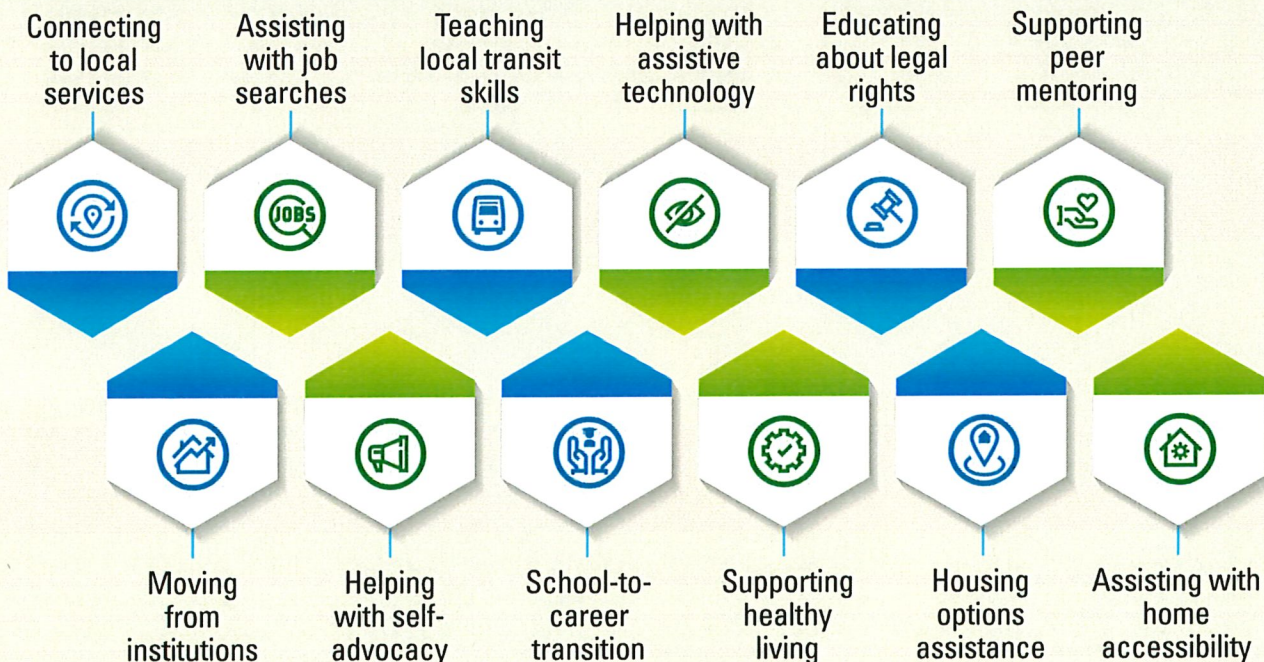 Connecting
to local
services
Assisting
with job
searches
Teaching
local transit
skills
Helping with
assistive
technology
Educating
about legal
rights
Supporting
peer
mentoring
JOBS
Moving
from
institutions
Helping
with self-
advocacy
School-to-
career
transition
Supporting
healthy
living
Housing
options
assistance
Assisting with
home
accessibility